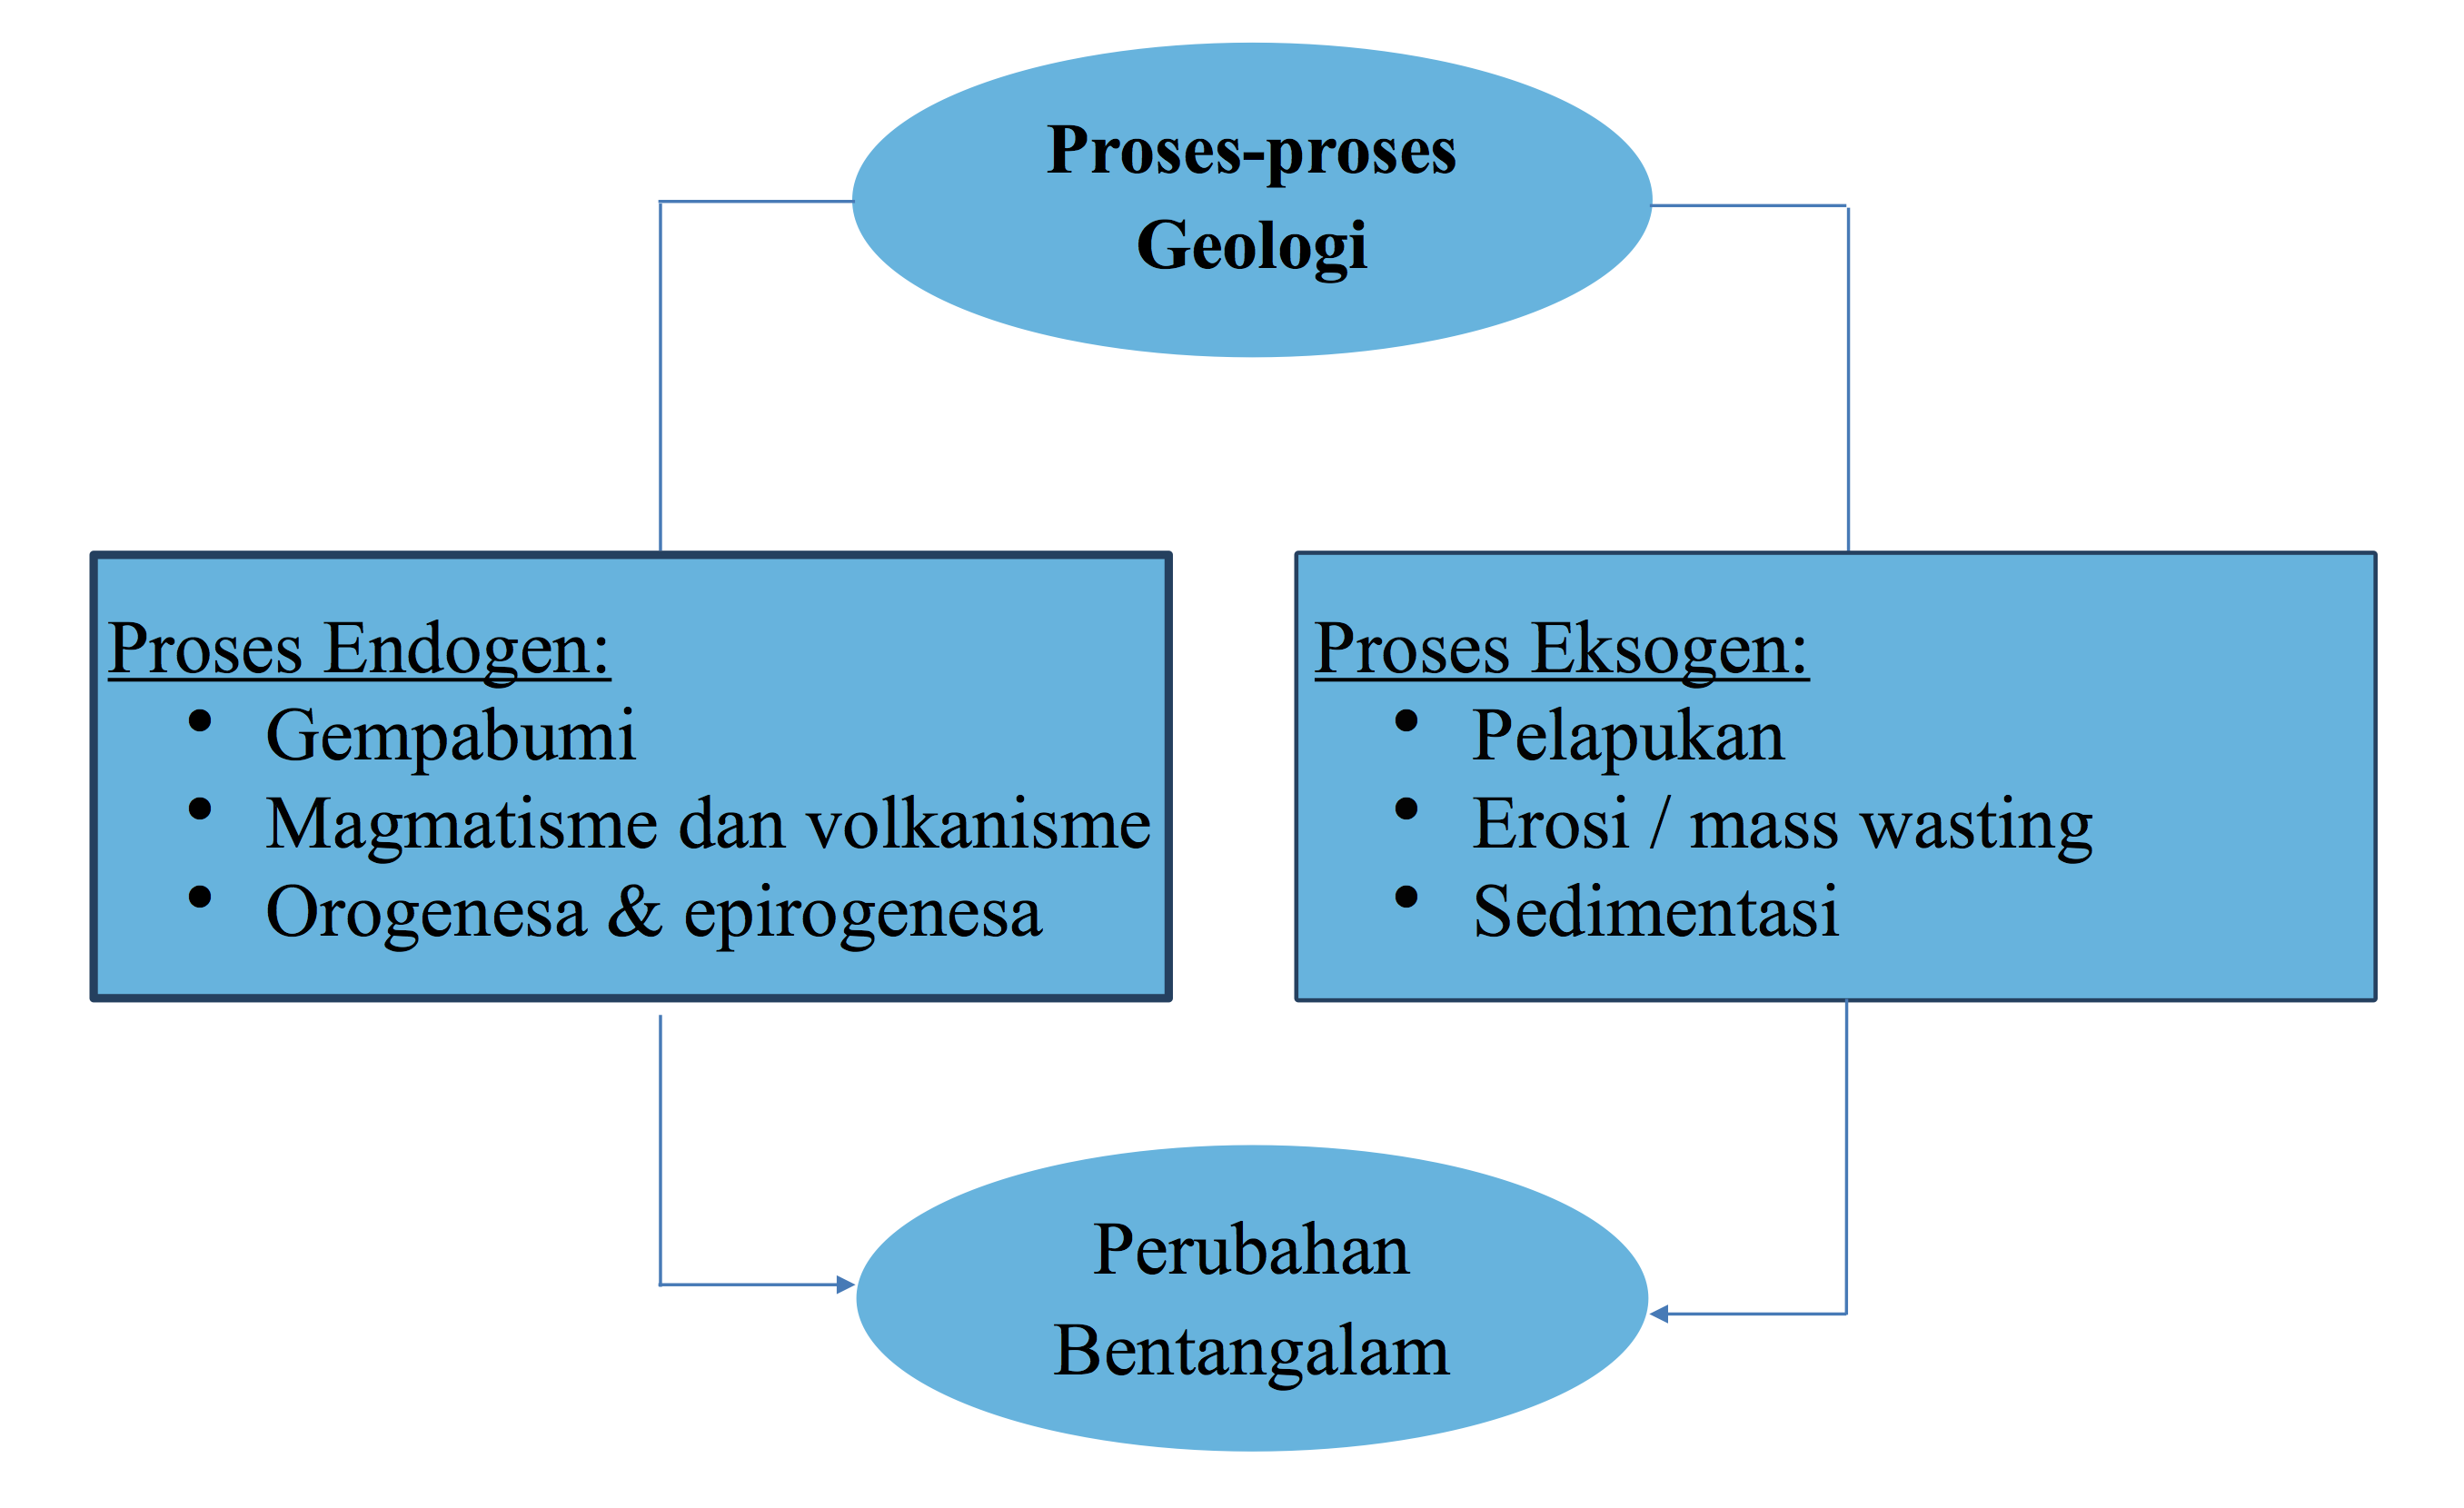 Proses-proses
Geologi
Proses Endogen:
• Gempabumi
• Magmatisme dan volkanisme
• Orogenesa & epirogenesa
Proses Eksogen:
• Pelapukan
• Erosi / mass wasting
• Sedimentasi
Perubahan
Bentangalam